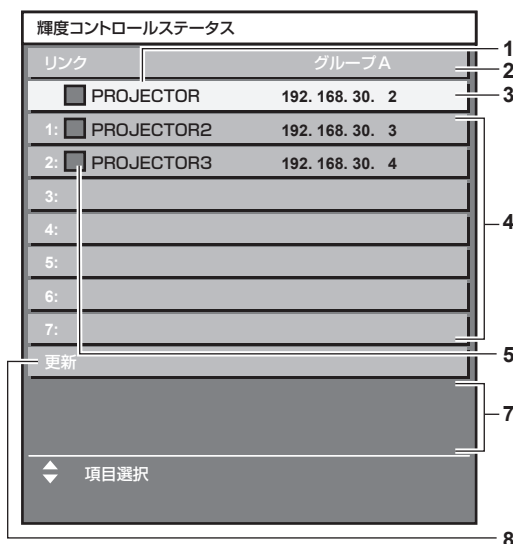 輝度コントロールステータス
リンク グループA
PROJECTOR 192. 168. 30. 2
1: PROJECTOR2 192. 168. 30. 3
2: PROJECTOR3 192. 168. 30. 4
3:
4:
5:
6:
7:
更新
項目選択
1
2
3
4
5
7
8